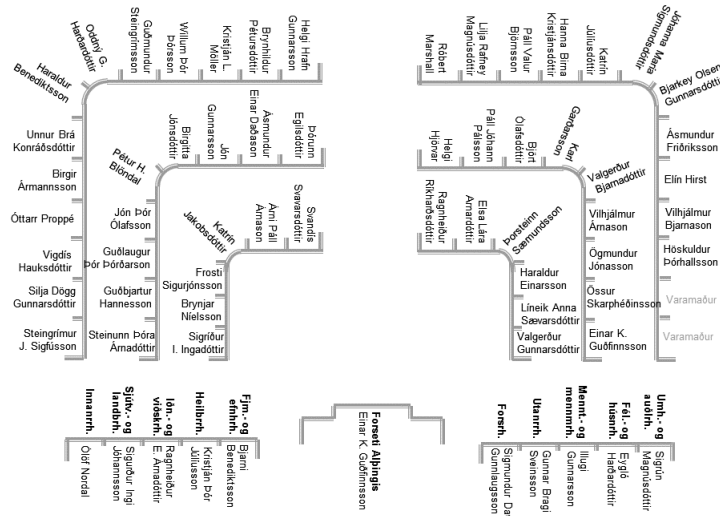 Oddný G.
Harðardóttir
Guðmundur
Steingrímsson
Willum Þór
Þórsson
Kristján L.
Möller
Brynhildur
Pétursdóttir
Helgi Hrafn
Gunnarsson
Haraldur
Benediktsson
Unnur Brá
Konráðsdóttir
Birgir
Ármannsson
Óttarr Proppé
Vigdís
Hauksdóttir
Silja Dögg
Gunnarsdóttir
Steingrímur
J. Sigfússon
Pétur H.
Blöndal
Birgitta
Jónsdóttir
Jón
Gunnarsson
Ásmundur
Einar Daðason
Þórunn
Egilsdóttir
Jón Þór
Ólafsson
Guðlaugur
Þór Þórðarson
Guðbjartur
Hannesson
Steinunn Þóra
Árnadóttir
Katrín
Jakobsdóttir
Árni Páll
Árnason
Svandís
Svavarsdóttir
Frosti
Sigurjónsson
Brynjar
Níelsson
Sigríður
I. Ingadóttir
Róbert
Marshall
Lilja Rafney
Magnúsdóttir
Páll Valur
Björnsson
Hanna Birna
Kristjánsdóttir
Katrín
Júlíusdóttir
Jóhanna María
Sigmundsdóttir
Bjarkey Olsen
Gunnarsdóttir
Ásmundur
Friðriksson
Elín Hirst
Vilhjálmur
Bjarnason
Höskuldur
Þórhallsson
Varamaður
Varamaður
Helgi
Hjörvar
Páll Jóhann
Pálsson
Björt
Ólafsdóttir
Karl
Garðarsson
Valgerður
Bjarnadóttir
Vilhjálmur
Árnason
Ögmundur
Jónasson
Össur
Skarphéðinsson
Einar K.
Guðfinnsson
Ragnheiður
Ríkharðsdóttir
Elsa Lára
Arnardóttir
Þorsteinn
Sæmundsson
Haraldur
Einarsson
Líneik Anna
Sævarsdóttir
Valgerður
Gunnarsdóttir
Innanrrh.
Ólöf Nordal
Sjútv.- og
landbrh.
Sigurður Ingi
Jóhannsson
Iðn.- og
viðskrh.
Ragnheiður
E. Árnadóttir
Heilbrrh.
Kristján Þór
Júlíusson
Fjm.- og
efnhrh.
Bjarni
Benediktsson
Forseti Alþingis
Einar K. Guðfinnsson
Forsrh.
Sigmundur Da
Gunnlaugsson
Utanrrh.
Gunnar Bragi
Sveinsson
Mennt.- og
mennmrh.
Illugi
Gunnarsson
Fél.- og
húsnrh.
Eygló
Harðardóttir
Umh.- og
auðlrh.
Sigrún
Magnúsdóttir